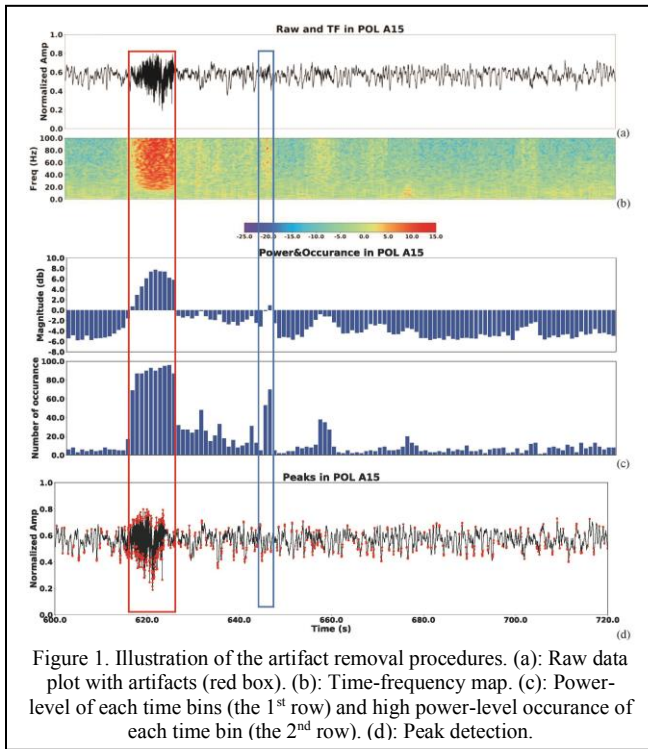 Raw and TF in POL A15
Normalized Amp
1.0
0.8
0.6
0.4
0.2
0.0
(a)
Freq (Hz)
100.0
80.0
60.0
40.0
20.0
0.0
(b)
-25.0 -20.0 -15.0 -10.0 -5.0 0.0 5.0 10.0 15.0
Power&Occurance in POL A15
Magnitude (db)
10.0
8.0
6.0
4.0
2.0
0.0
-2.0
-4.0
-6.0
-8.0
Number of occurance
100.0
80.0
60.0
40.0
20.0
0.0
(c)
Peaks in POL A15
Normalized Amp
1.0
0.8
0.6
0.4
0.2
0.0
600.0 620.0 640.0 660.0 680.0 700.0 720.0
Time (s)
(d)
Figure 1. Illustration of the artifact removal procedures. (a): Raw data
plot with artifacts (red box). (b): Time-frequency map. (c): Power-
level of each time bins (the 1st row) and high power-level occurance of
each time bin (the 2nd row). (d): Peak detection.